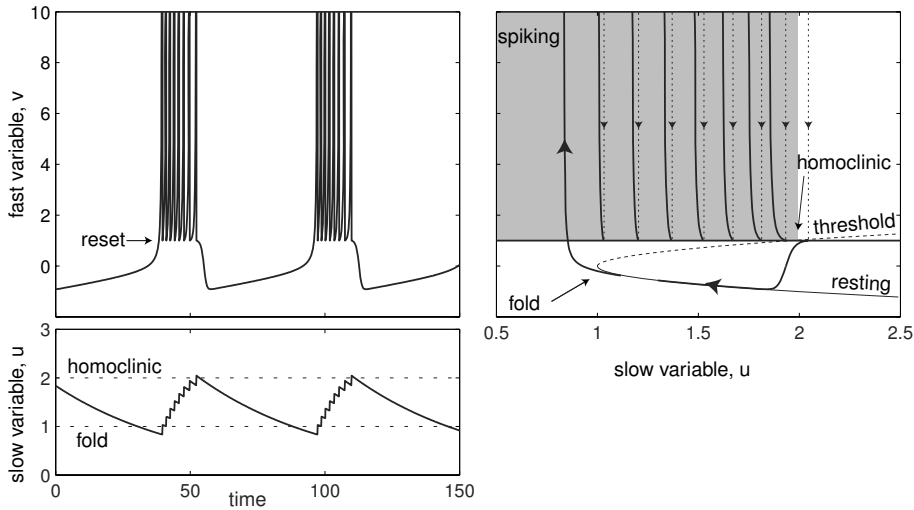 10
8
6
4
2
0
fast variable, v
reset
3
2
1
0
slow variable, u
homoclinic
fold
0
50
100
150
time
spiking
homoclinic
threshold
resting
fold
0.5
1
1.5
2
2.5
slow variable, u